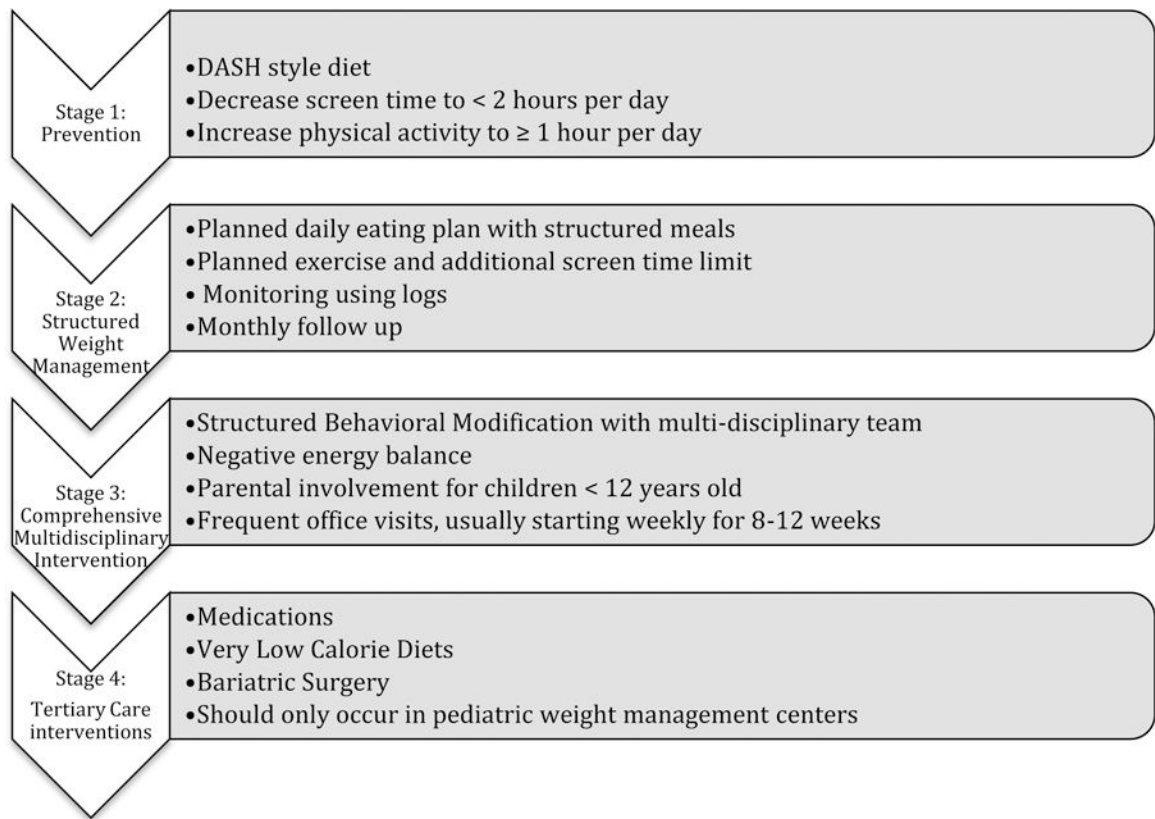 Stage 1:
Prevention
•DASH style diet
•Decrease screen time to < 2 hours per day
•Increase physical activity to ≥ 1 hour per day
Stage 2:
Structured
Weight
Management
•Planned daily eating plan with structured meals
•Planned exercise and additional screen time limit
• Monitoring using logs
•Monthly follow up
Stage 3:
Comprehensive
Multidisciplinary
Intervention
•Structured Behavioral Modification with multi-disciplinary team
•Negative energy balance
•Parental involvement for children < 12 years old
•Frequent office visits, usually starting weekly for 8-12 weeks
Stage 4:
Tertiary Care
interventions
•Medications
•Very Low Calorie Diets
•Bariatric Surgery
•Should only occur in pediatric weight management centers